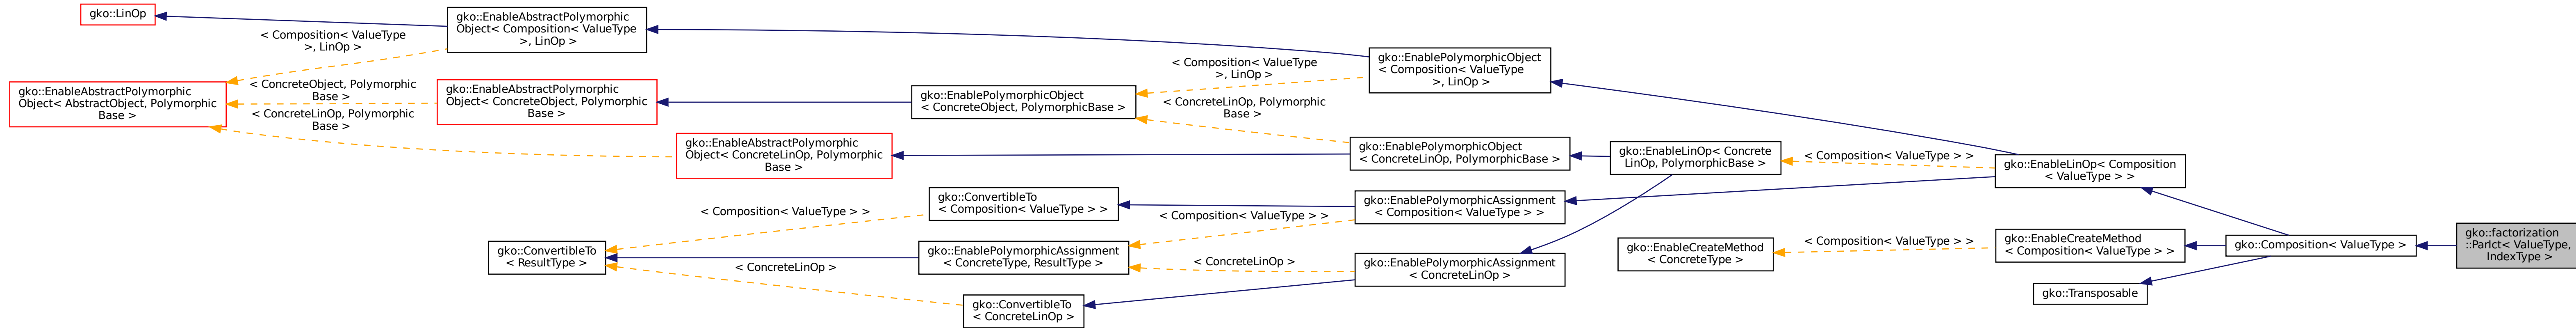 gko::LinOp
gko::EnableAbstractPolymorphic
Object< Composition< ValueType
>, LinOp >
< Composition< ValueType
>, LinOp >
gko::EnableAbstractPolymorphic
Object< AbstractObject, Polymorphic
Base >
< ConcreteObject, Polymorphic
Base >
< ConcreteLinOp, Polymorphic
Base >
gko::EnableAbstractPolymorphic
Object< ConcreteObject, Polymorphic
Base >
gko::EnableAbstractPolymorphic
Object< ConcreteLinOp, Polymorphic
Base >
gko::EnablePolymorphicObject
< ConcreteObject, PolymorphicBase >
< Composition< ValueType
>, LinOp >
< ConcreteLinOp, Polymorphic
Base >
gko::EnablePolymorphicObject
< Composition< ValueType
>, LinOp >
gko::EnablePolymorphicObject
< ConcreteLinOp, PolymorphicBase >
gko::EnableLinOp< Concrete
LinOp, PolymorphicBase >
< Composition< ValueType > >
gko::EnableLinOp< Composition
< ValueType > >
gko::ConvertibleTo
< ResultType >
< Composition< ValueType > >
< ConcreteLinOp >
gko::ConvertibleTo
< Composition< ValueType > >
gko::EnablePolymorphicAssignment
< ConcreteType, ResultType >
gko::ConvertibleTo
< ConcreteLinOp >
< Composition< ValueType > >
< ConcreteLinOp >
gko::EnablePolymorphicAssignment
< Composition< ValueType > >
gko::EnablePolymorphicAssignment
< ConcreteLinOp >
gko::EnableCreateMethod
< ConcreteType >
< Composition< ValueType > >
gko::EnableCreateMethod
< Composition< ValueType > >
gko::Transposable
gko::Composition< ValueType >
gko::factorization
::ParIct< ValueType,
IndexType >